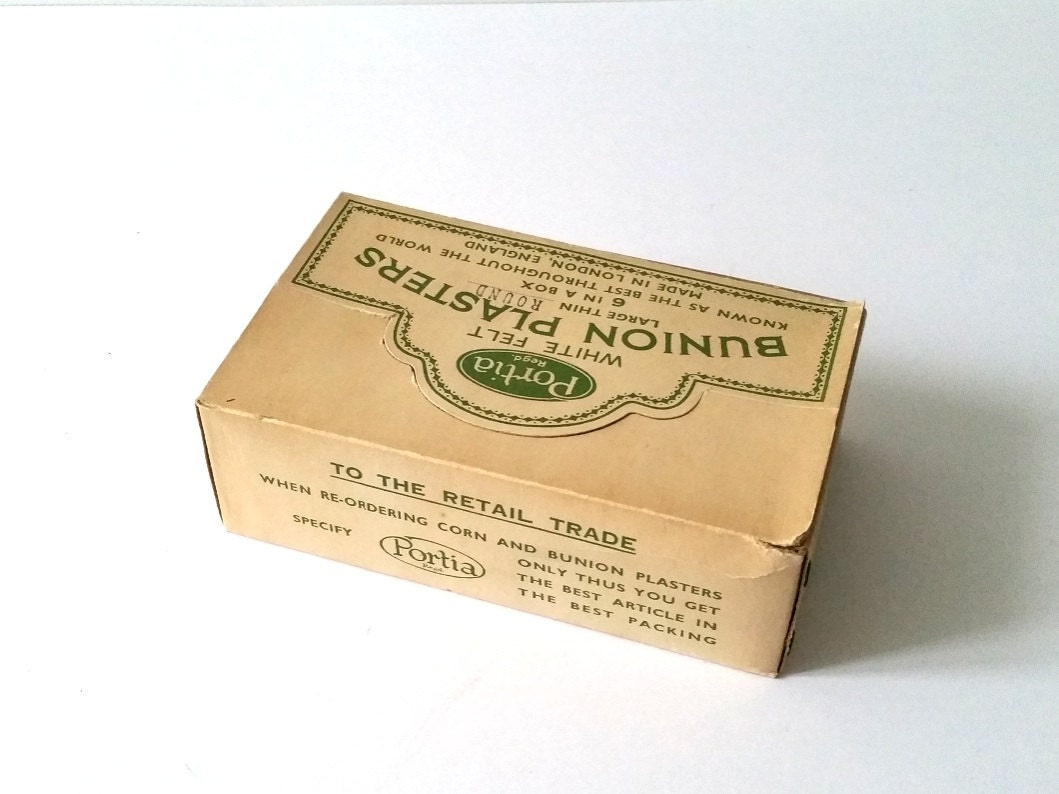 Portia
Regd.
WHITE FELT
BUNION PLASTERS
LARGE THIN ROUND
6 IN A BOX
KNOWN AS THE BEST THROUGHOUT THE WORLD
MADE IN LONDON, ENGLAND
TO THE RETAIL TRADE
WHEN RE-ORDERING CORN AND BUNION PLASTERS
SPECIFY Portia Regd. ONLY THUS YOU GET
THE BEST ARTICLE IN
THE BEST PACKING